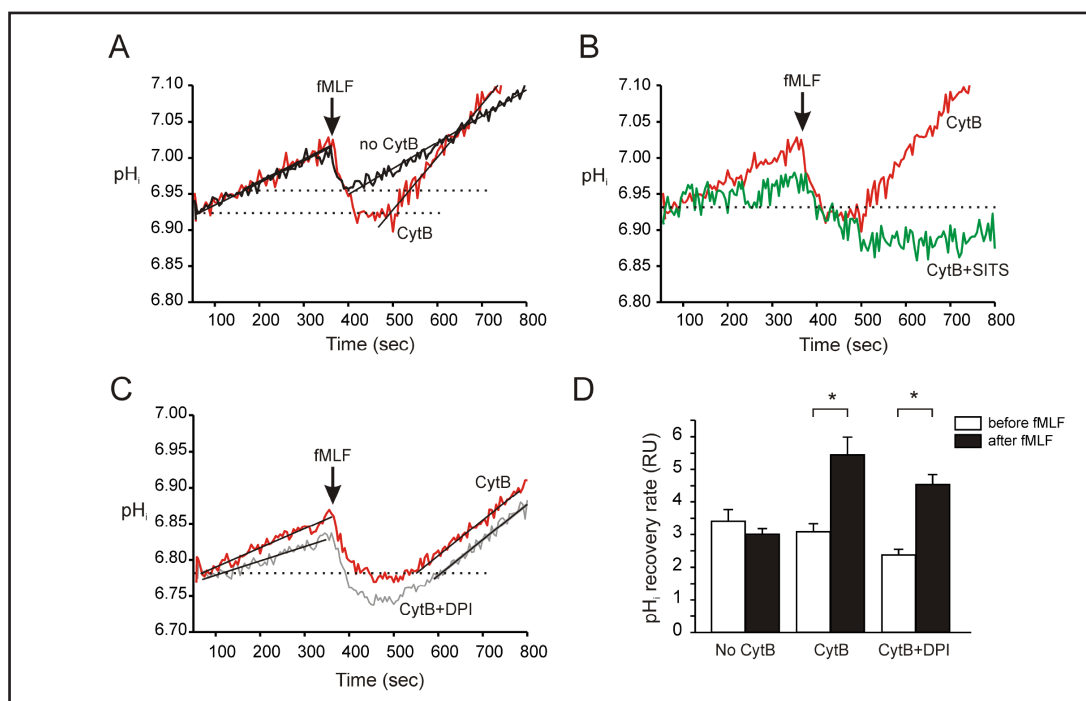 A
fMLF
7.10
7.05
7.00
6.95
6.90
6.85
6.80
pHi
no CytB
CytB
100 200 300 400 500 600 700 800
Time (sec)
B
fMLF
7.10
7.05
7.00
6.95
6.90
6.85
6.80
pHi
CytB
CytB+SITS
100 200 300 400 500 600 700 800
Time (sec)
C
fMLF
7.00
6.95
6.90
6.85
6.80
6.75
6.70
pHi
CytB
CytB+DPI
100 200 300 400 500 600 700 800
Time (sec)
D
* *
before fMLF
after fMLF
pHi recovery rate (RU)
6
5
5
4
3
2
2
1
0
No CytB CytB CytB+DPI